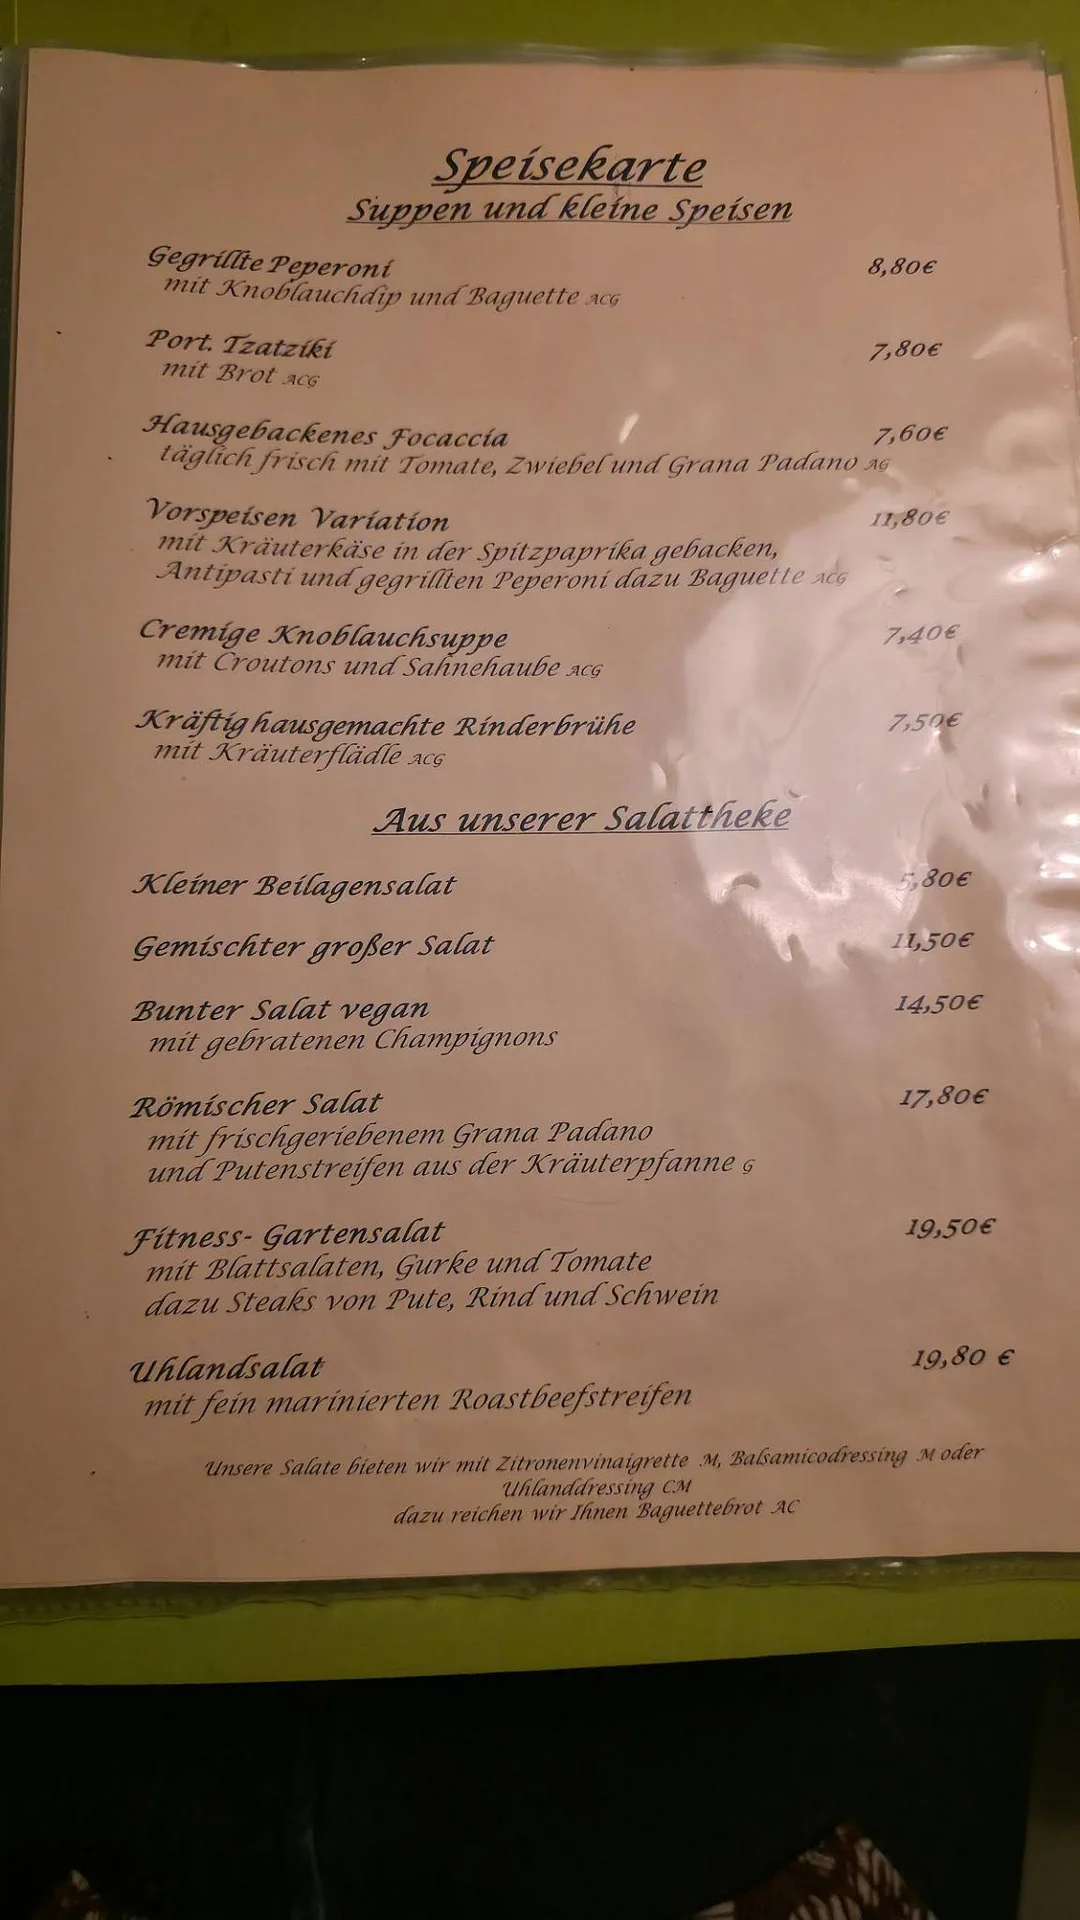 Speisekarte
Suppen und kleine Speisen
Gegrillte Peperoni 8,80€
mit Knoblauchdip und Baguette ACG
Port. Tzatziki 7,80€
mit Brot ACG
Hausgebackenes Focaccia 7,60€
täglich frisch mit Tomate, Zwiebel und Grana Padano AG
Vorspeisen Variation 11,80€
mit Kräuterkäse in der Spitzpaprika gebacken,
Antipasti und gegrillten Peperoni dazu Baguette ACG
Cremige Knoblauchsuppe 7,40€
mit Croutons und Sahnehaube ACG
Kräftig hausgemachte Rinderbrühe 7,50€
mit Kräuterflädle ACG
Aus unserer Salattheke
Kleiner Beilagensalat 5,80€
Gemischter großer Salat 11,50€
Bunter Salat vegan 14,50€
mit gebratenen Champignons
Römischer Salat 17,80€
mit frischgeriebenem Grana Padano
und Putenstreifen aus der Kräuterpfanne G
Fitness- Gartensalat 19,50€
mit Blattsalaten, Gurke und Tomate
dazu Steaks von Pute, Rind und Schwein
Uhlandsalat 19,80 €
mit fein marinierten Roastbeefstreifen
Unsere Salate bieten wir mit Zitronenvinaigrette M, Balsamicodressing M oder
Uhlanddressing CM
dazu reichen wir Ihnen Baguettebrot AC